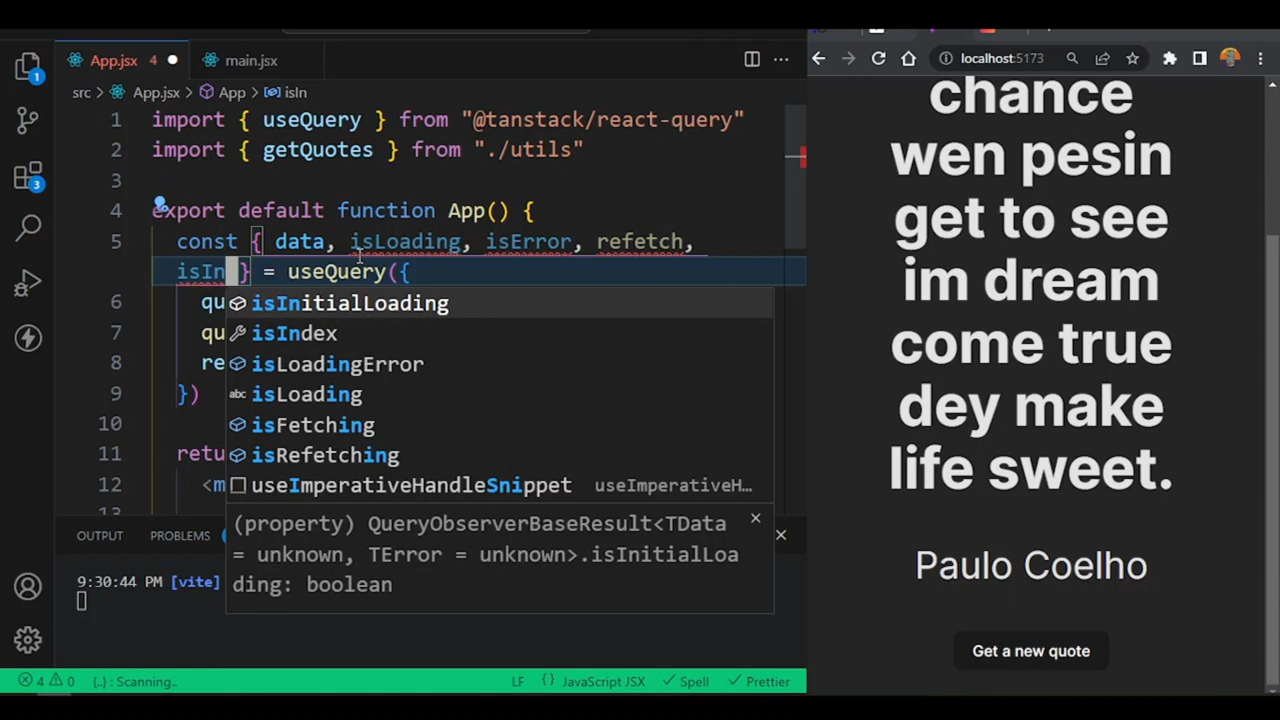 App.jsx 4
main.jsx
src > App.jsx > App > isIn
1 import { useQuery } from "@tanstack/react-query"
2 import { getQuotes } from "./utils"
3
4 export default function App() {
5 const { data, isLoading, isError, refetch,
isIn } = useQuery({
6 qu
7 qu
8 re
9 })
10
11 retu
12 <m
13
isInitialLoading
isIndex
isLoadingError
abc isLoading
isFetching
isRefetching
useImperativeHandleSnippet useImperativeH…
(property) QueryObserverBaseResult<TData
= unknown, TError = unknown>.isInitialLoa
ding: boolean
OUTPUT PROBLEMS
9:30:44 PM [vite]
1
3
4 0 {..} : Scanning..
LF {} JavaScript JSX Spell Prettier
localhost:5173
chance
wen pesin
get to see
im dream
come true
dey make
life sweet.
Paulo Coelho
Get a new quote